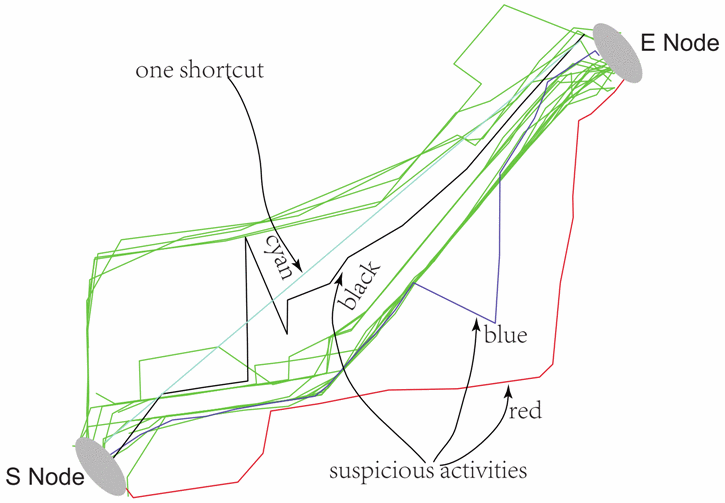 E Node
one shortcut
cyan
black
blue
red
S Node
suspicious activities